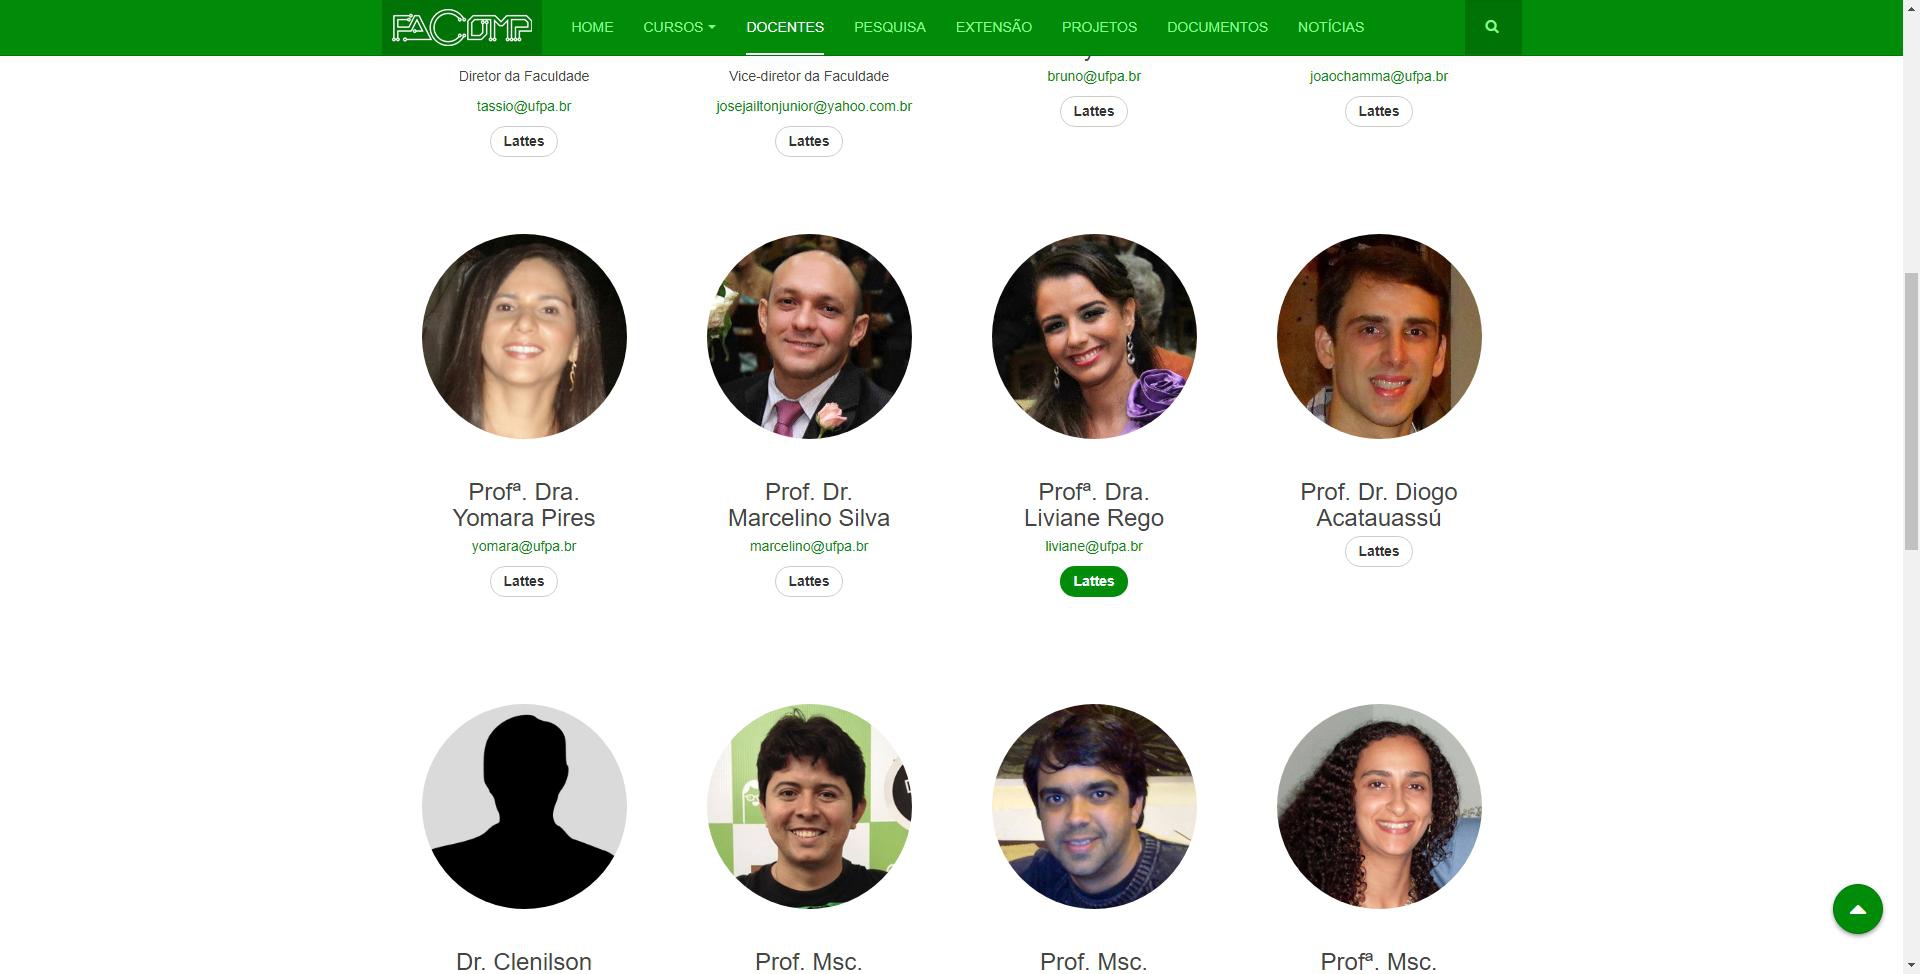 FACOMP
HOME
CURSOS
DOCENTES
PESQUISA
EXTENSÃO
PROJETOS
DOCUMENTOS
NOTÍCIAS
Diretor da Faculdade
tassio@ufpa.br
Lattes
Vice-diretor da Faculdade
josejailtonjunior@yahoo.com.br
Lattes
bruno@ufpa.br
Lattes
joaochamma@ufpa.br
Lattes
Profª. Dra.
Yomara Pires
yomara@ufpa.br
Lattes
Prof. Dr.
Marcelino Silva
marcelino@ufpa.br
Lattes
Profª. Dra.
Liviane Rego
liviane@ufpa.br
Lattes
Prof. Dr. Diogo
Acatauassú
Lattes
Dr. Clenilson
Prof. Msc.
Prof. Msc.
Profª. Msc.